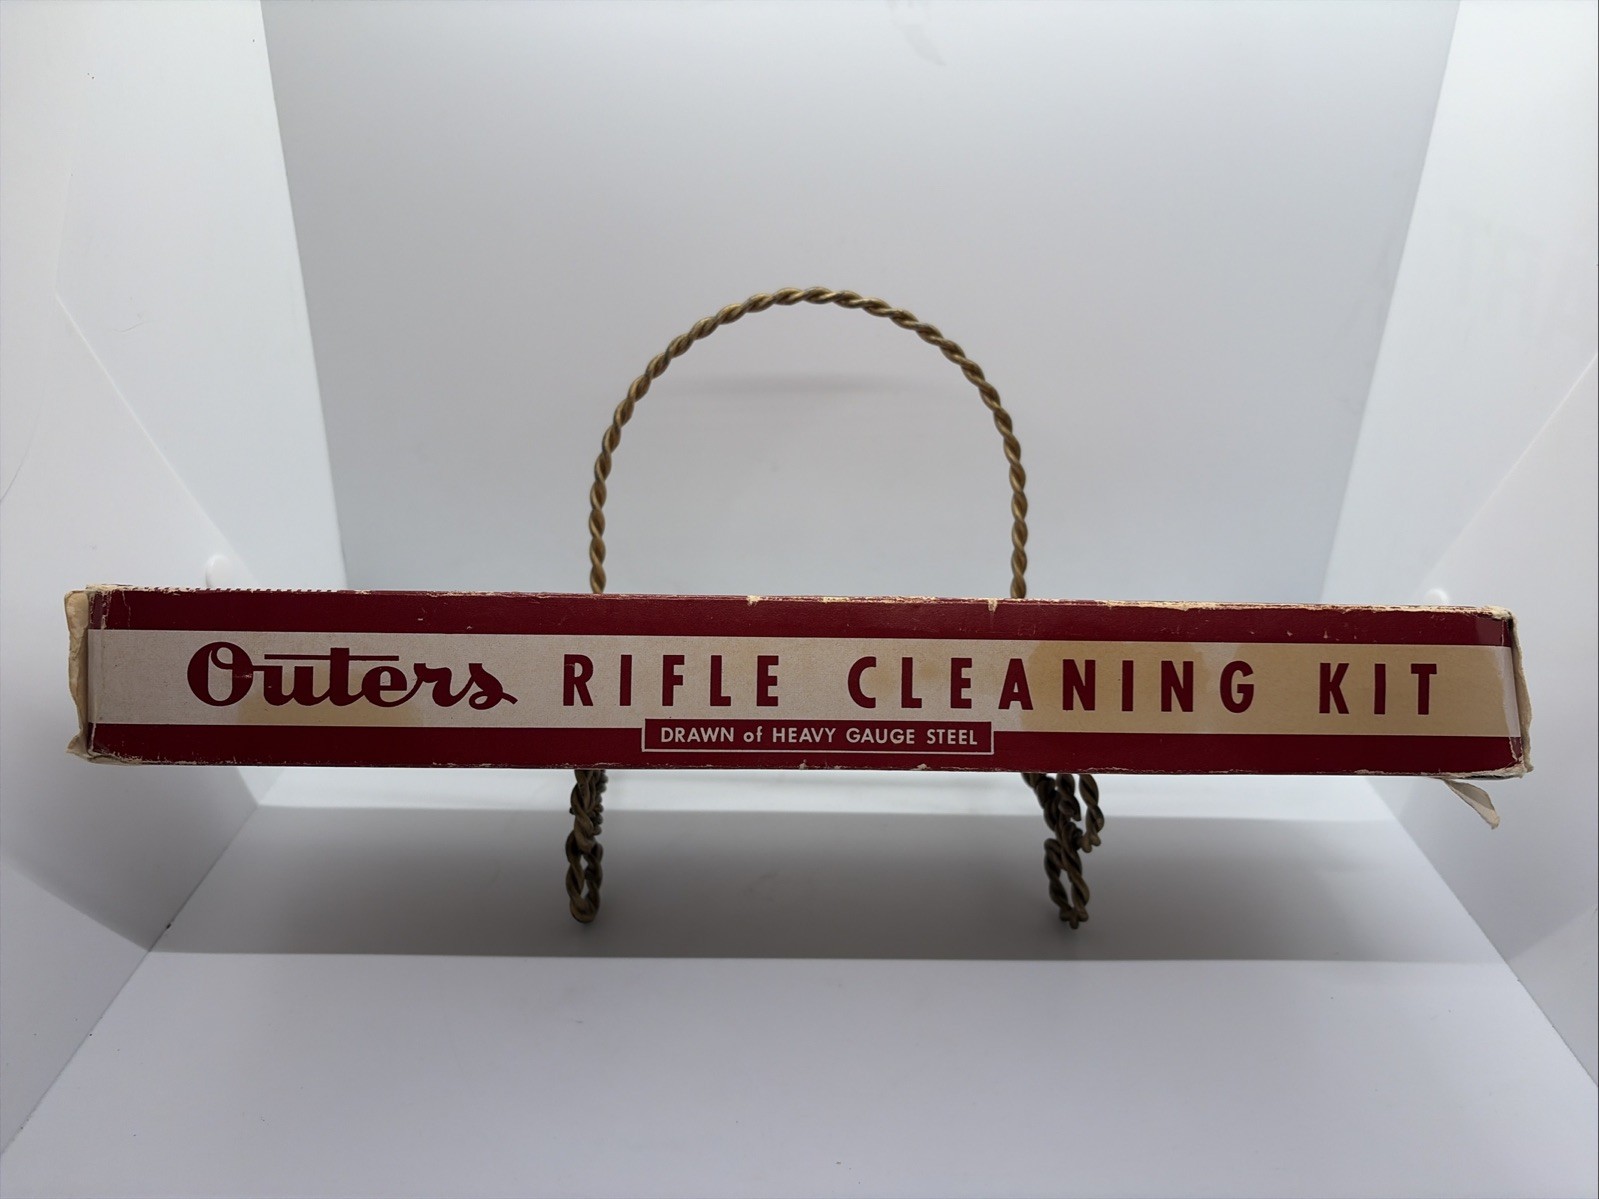 Outers RIFLE CLEANING KIT
DRAWN of HEAVY GAUGE STEEL